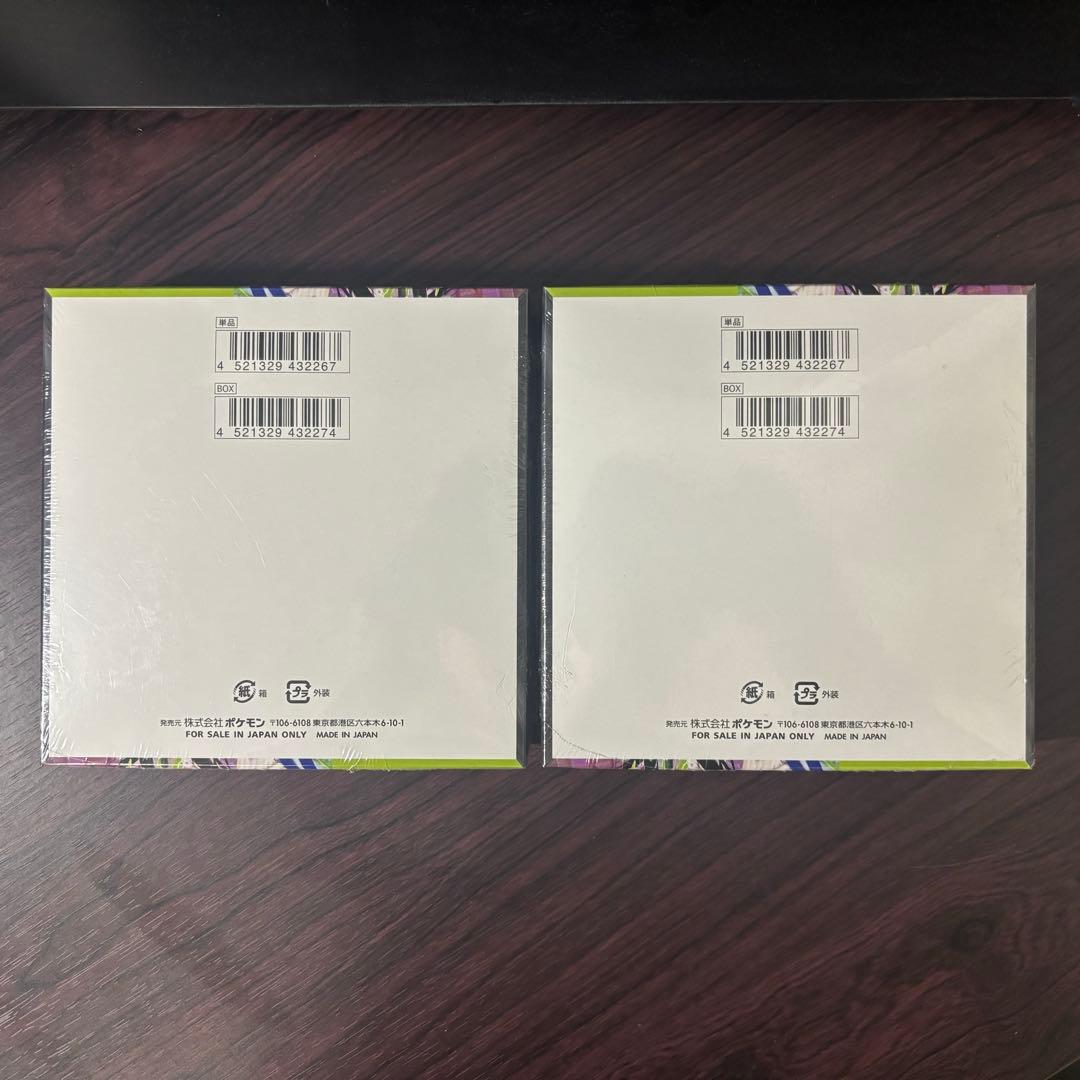 単品
4 521329 432267
BOX
4 521329 432274
紙 箱 プラ 外装
発売元 株式会社 ポケモン 〒106-6108 東京都港区六本木6-10-1
FOR SALE IN JAPAN ONLY MADE IN JAPAN
単品
4 521329 432267
BOX
4 521329 432274
紙 箱 プラ 外装
発売元 株式会社 ポケモン 〒106-6108 東京都港区六本木6-10-1
FOR SALE IN JAPAN ONLY MADE IN JAPAN